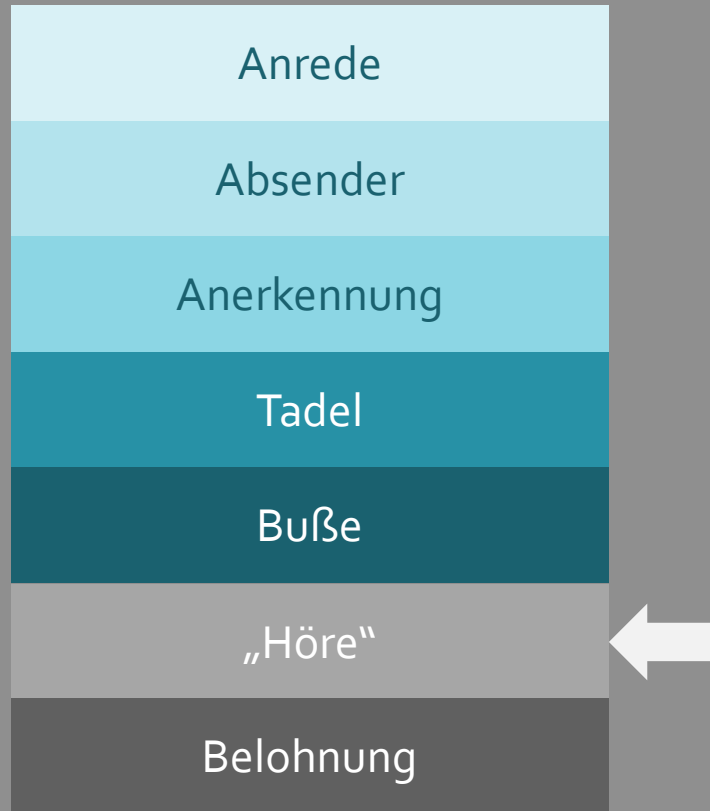 Anrede
Absender
Anerkennung
Tadel
Buße
„Höre“
Belohnung